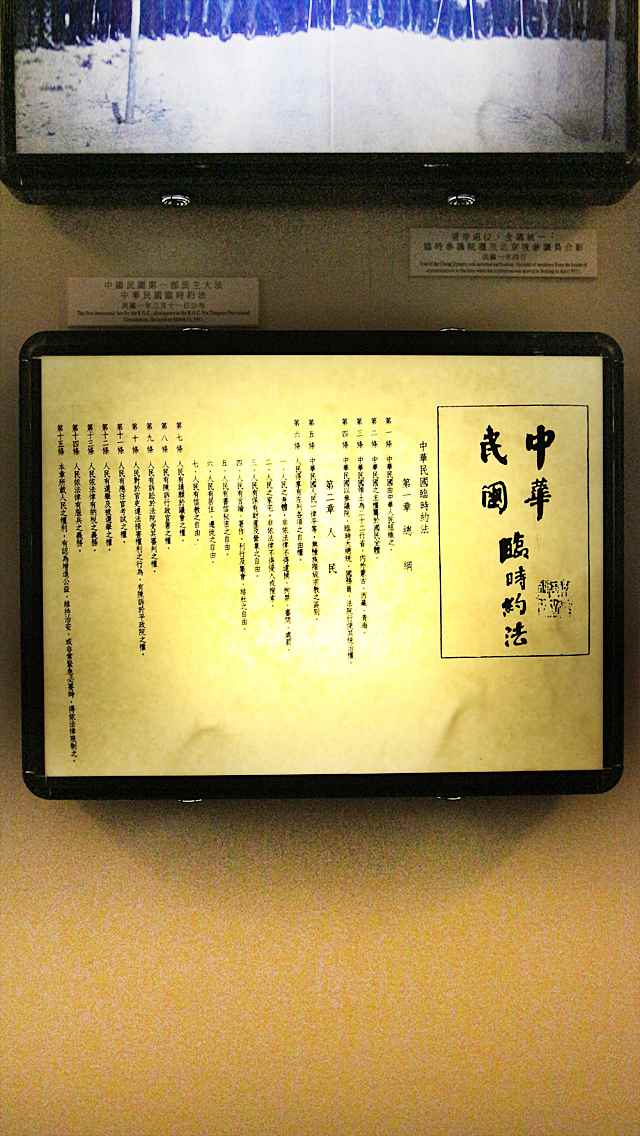 清帝退位，全國統一；
臨時參議院遷至北京後參議員合影
民國一年四月
中國民國第一部民主大法
中華民國臨時約法
民國一年三月十一日公布
中華
民國
臨時約法
中華民國臨時約法
第一章 總綱
第一條 中華民國由中華人民組織之。
第二條 中華民國之主權屬於國民全體。
第三條 中華民國領土為二十二行省、內外蒙古、西藏、青海。
第四條 中華民國以參議院、臨時大總統、國務員、法院行使其統治權。
第二章 人民
第五條 中華民國人民一律平等，無種族階級宗教之區別。
第六條 人民得享有左列各項之自由權
一、人民之身體，非依法律不得逮捕、拘禁、審問、處罰。
二、人民之家宅，非依法律不得侵入或搜索。
三、人民有保有財產及營業之自由。
四、人民有言論、著作、刊行及集會、結社之自由。
五、人民有書信秘密之自由。
六、人民有居住、遷徙之自由。
七、人民有信教之自由。
第七條 人民有請願於議會之權。
第八條 人民有陳訴行政官署之權。
第九條 人民有訴訟於法院受其審判之權。
第十條 人民對於官吏違法損害權利之行為，有陳訴於平政院之權。
第十一條 人民有應任官考試之權。
第十二條 人民有選舉及被選舉之權。
第十三條 人民依法律有納稅之義務。
第十四條 人民依法律有服兵之義務。
第十五條 本章所載人民之權利，有認為增進公益，維持治安，或非常緊急必要時，得依法律限制之。